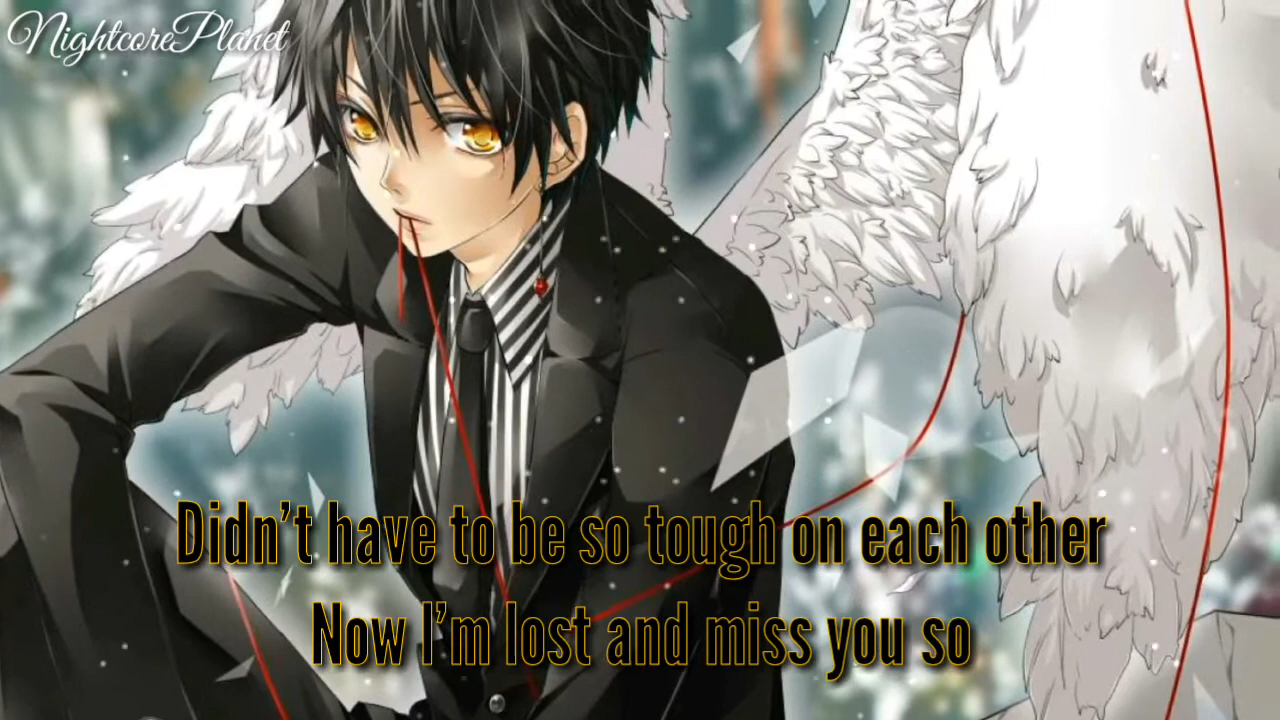 NightcorePlanet
Didn't have to be so tough on each other
Now I'm lost and miss you so